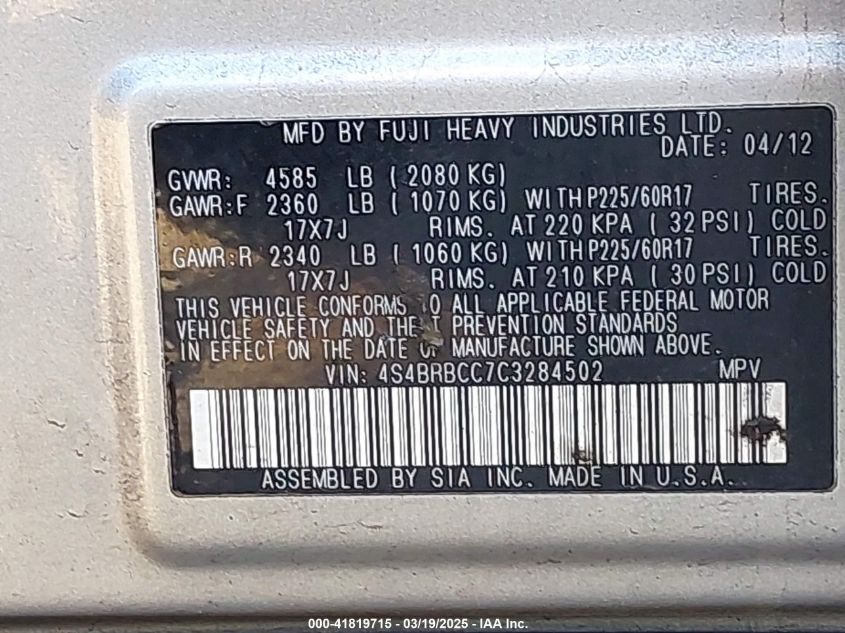 MFD BY FUJI HEAVY INDUSTRIES LTD.
DATE: 04/12
GVWR: 4585 LB ( 2080 KG)
GAWR:F 2360 LB ( 1070 KG) WITH P225/60R17 TIRES.
17X7J RIMS. AT 220 KPA ( 32 PSI) COLD
GAWR:R 2340 LB ( 1060 KG) WITH P225/60R17 TIRES.
17X7J RIMS. AT 210 KPA ( 30 PSI) COLD
THIS VEHICLE CONFORMS TO ALL APPLICABLE FEDERAL MOTOR
VEHICLE SAFETY AND THEFT PREVENTION STANDARDS
IN EFFECT ON THE DATE OF MANUFACTURE SHOWN ABOVE.
VIN: 4S4BRBCC7C3284502 MPV
ASSEMBLED BY SIA INC. MADE IN U.S.A.
000-41819715 - 03/19/2025 - IAA Inc.